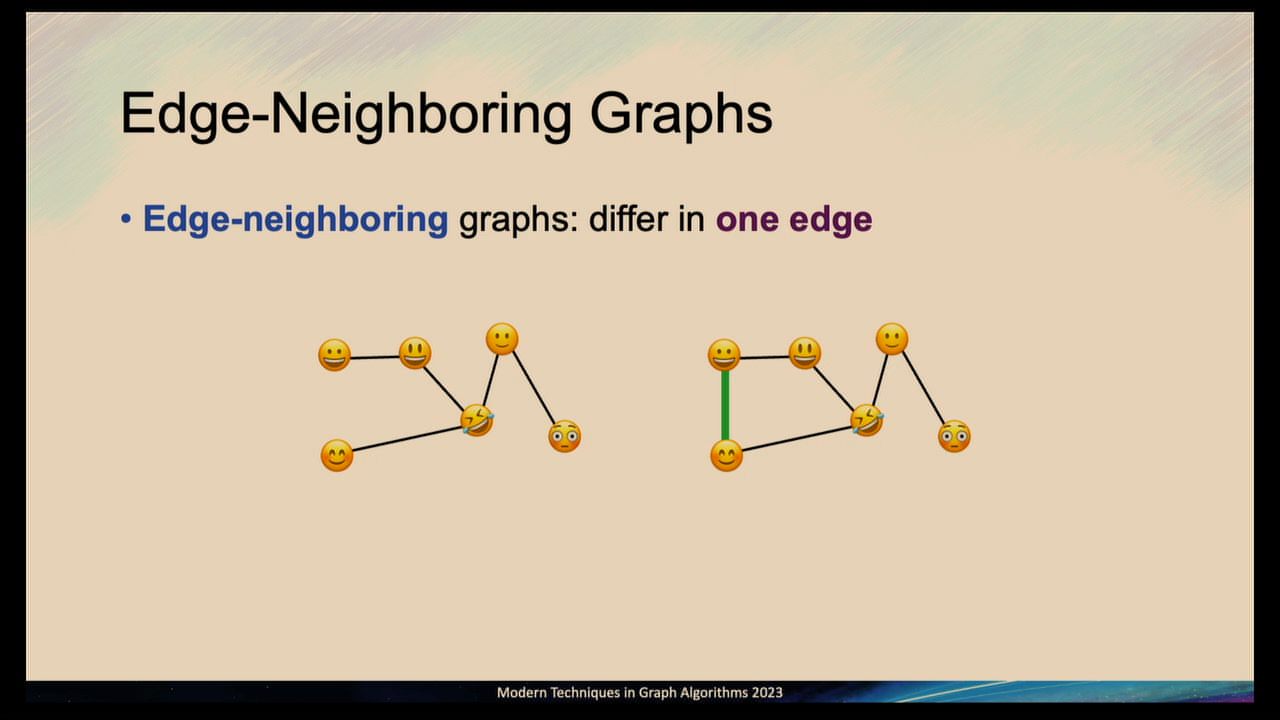 Edge-Neighboring Graphs
• Edge-neighboring graphs: differ in one edge
Modern Techniques in Graph Algorithms 2023